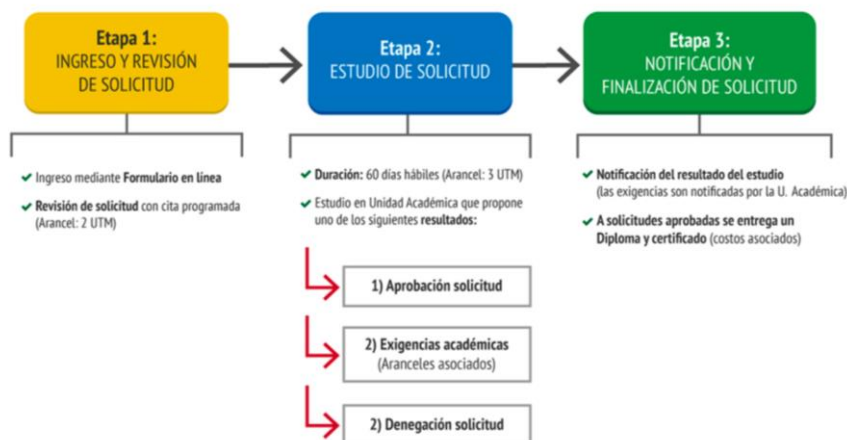 Etapa 1:
INGRESO Y REVISIÓN
DE SOLICITUD
Etapa 2:
ESTUDIO DE SOLICITUD
Etapa 3:
NOTIFICACIÓN Y
FINALIZACIÓN DE SOLICITUD
Ingreso mediante Formulario en línea
Revisión de solicitud con cita programada
(Arancel: 2 UTM)
Duración: 60 días hábiles (Arancel: 3 UTM)
Estudio en Unidad Académica que propone
uno de los siguientes resultados:
1) Aprobación solicitud
2) Exigencias académicas
(Aranceles asociados)
2) Denegación solicitud
Notificación del resultado del estudio
(las exigencias son notificadas por la U. Académica)
A solicitudes aprobadas se entrega un
Diploma y certificado (costos asociados)